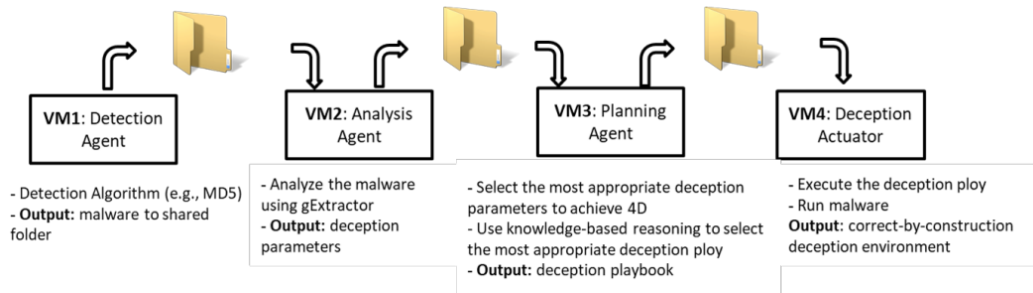 VM1: Detection
Agent
- Detection Algorithm (e.g., MD5)
- Output: malware to shared
folder
VM2: Analysis
Agent
- Analyze the malware
using gExtractor
- Output: deception
parameters
VM3: Planning
Agent
- Select the most appropriate deception
parameters to achieve 4D
- Use knowledge-based reasoning to select
the most appropriate deception ploy
- Output: deception playbook
VM4: Deception
Actuator
- Execute the deception ploy
- Run malware
Output: correct-by-construction
deception environment